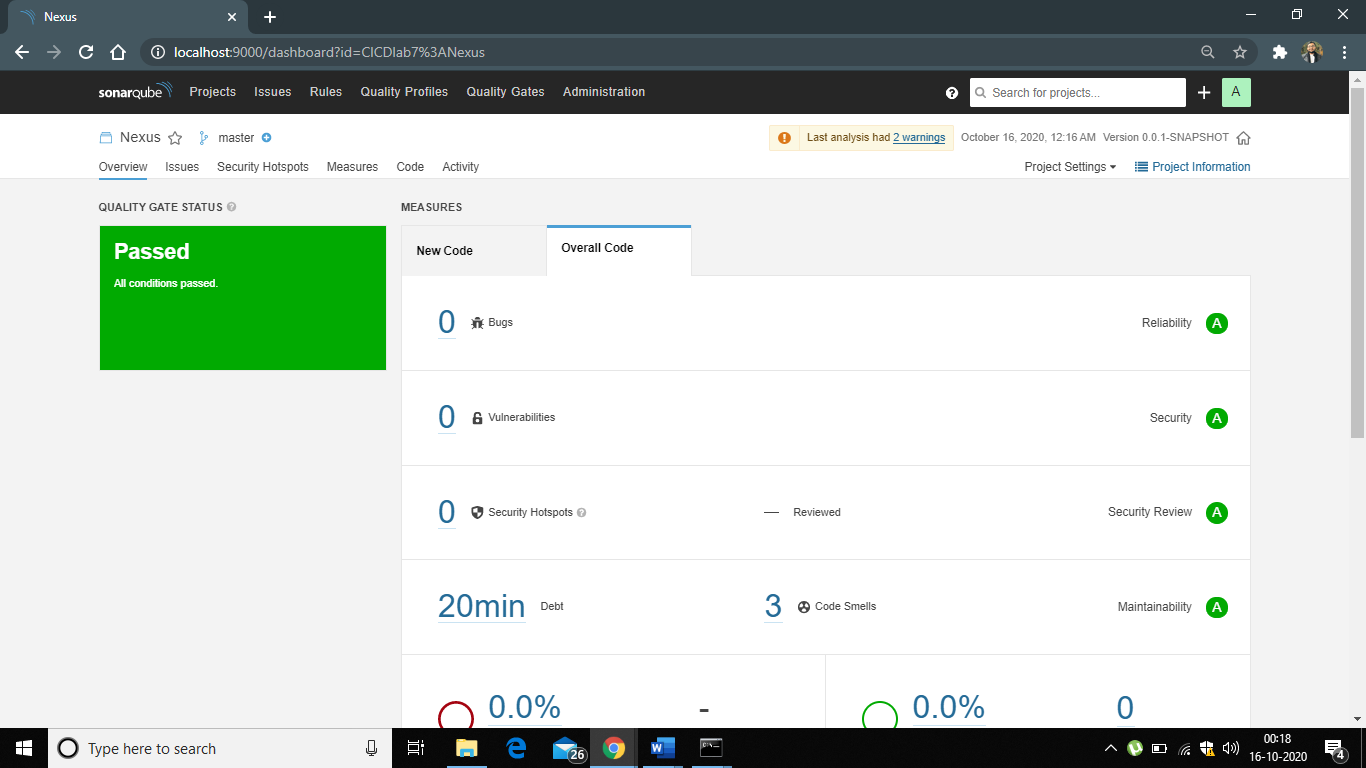 Nexus
localhost:9000/dashboard?id=CICDlab7%3ANexus
sonarqube Projects Issues Rules Quality Profiles Quality Gates Administration Search for projects... A
Nexus master Last analysis had 2 warnings October 16, 2020, 12:16 AM Version 0.0.1-SNAPSHOT
Overview Issues Security Hotspots Measures Code Activity Project Settings Project Information
QUALITY GATE STATUS
Passed
All conditions passed.
MEASURES
New Code Overall Code
0 Bugs Reliability A
0 Vulnerabilities Security A
0 Security Hotspots — Reviewed Security Review A
20min Debt 3 Code Smells Maintainability A
0.0% - 0.0% 0
Type here to search 26 00:18
16-10-2020 4